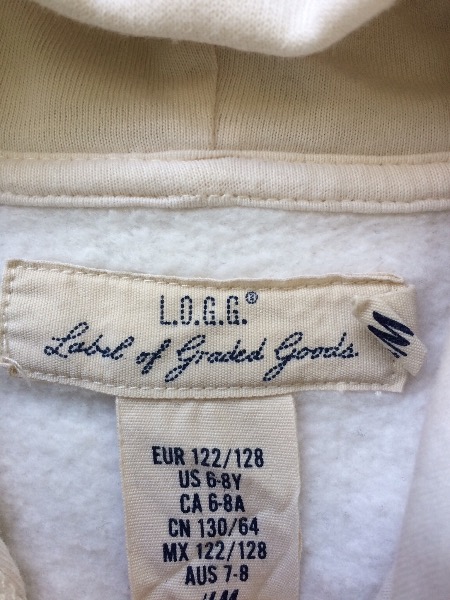 L.O.G.G.®
Label of Graded Goods.
M
EUR 122/128
US 6-8Y
CA 6-8A
CN 130/64
MX 122/128
AUS 7-8